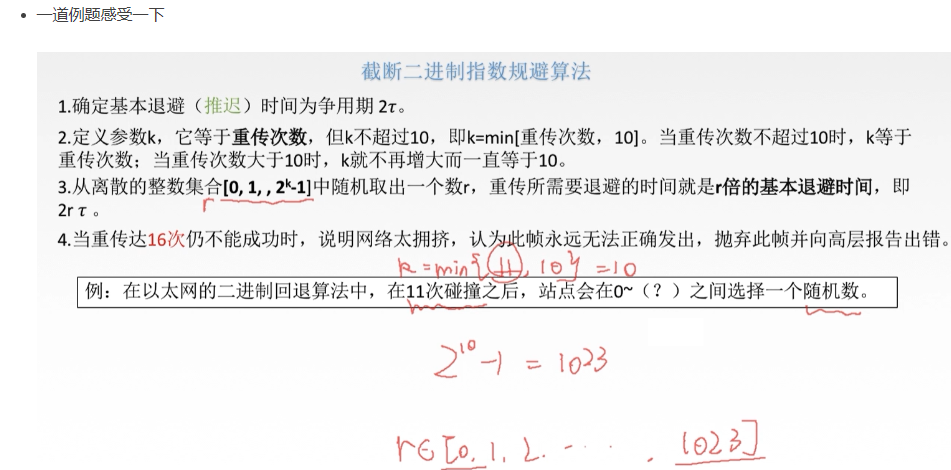 一道例题感受一下
截断二进制指数规避算法
1.确定基本退避（推迟）时间为争用期 2τ。
2.定义参数k，它等于重传次数，但k不超过10，即k=min[重传次数，10]。当重传次数不超过10时，k等于
重传次数；当重传次数大于10时，k就不再增大而一直等于10。
3.从离散的整数集合[0, 1, , 2ᵏ-1]中随机取出一个数r，重传所需要退避的时间就是r倍的基本退避时间，即
r
2r τ 。
4.当重传达16次仍不能成功时，说明网络太拥挤，认为此帧永远无法正确发出，抛弃此帧并向高层报告出错。
k=min{11, 10}=10
例：在以太网的二进制回退算法中，在11次碰撞之后，站点会在0~（？）之间选择一个随机数。
2¹⁰-1 = 1023
r∈[0, 1, 2. ······ , 1023]